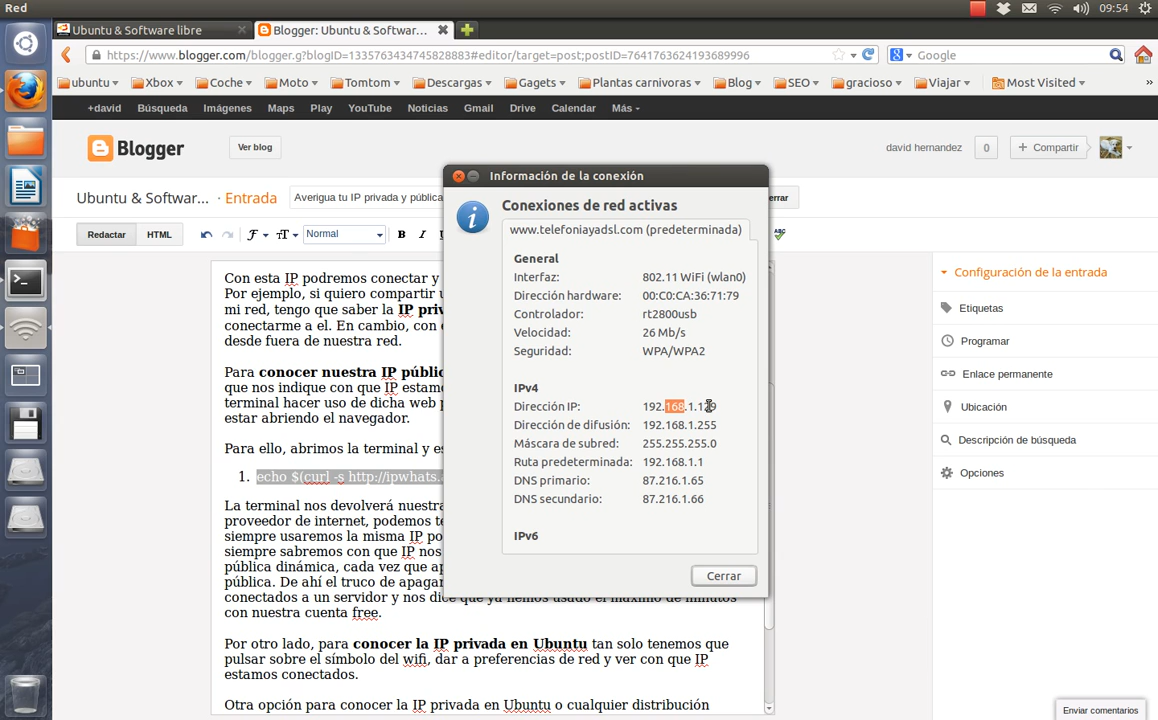 Red
09:54
Ubuntu & Software libre
Blogger: Ubuntu & Software...
https://www.blogger.com/blogger.g?blogID=1335763434745828883#editor/target=post;postID=7641763624193689996
Google
ubuntu
Xbox
Coche
Moto
Tomtom
Descargas
Gagets
Plantas carnivoras
Blog
SEO
gracioso
Viajar
Most Visited
»
+david Búsqueda Imágenes Maps Play YouTube Noticias Gmail Drive Calendar Más
Blogger
Ver blog
david hernandez
0
+ Compartir
Ubuntu & Softwar... · Entrada
Averigua tu IP privada y pública
errar
Redactar
HTML
Normal
B
I
Información de la conexión
Conexiones de red activas
www.telefoniayadsl.com (predeterminada)
General
Interfaz: 802.11 WiFi (wlan0)
Dirección hardware: 00:C0:CA:36:71:79
Controlador: rt2800usb
Velocidad: 26 Mb/s
Seguridad: WPA/WPA2
IPv4
Dirección IP:
Dirección de difusión: 192.168.1.255
Máscara de subred: 255.255.255.0
Ruta predeterminada: 192.168.1.1
DNS primario: 87.216.1.65
DNS secundario: 87.216.1.66
IPv6
Cerrar
Con esta IP podremos conectar y
Por ejemplo, si quiero compartir
mi red, tengo que saber la IP priv
conectarme a el. En cambio, con
desde fuera de nuestra red.
Para conocer nuestra IP públic
que nos indique con que IP estam
terminal hacer uso de dicha web
estar abriendo el navegador.
Para ello, abrimos la terminal y es
1. echo $(curl -s http://ipwhats.
La terminal nos devolverá nuestra
proveedor de internet, podemos te
siempre usaremos la misma IP po
siempre sabremos con que IP nos
pública dinámica, cada vez que ap
pública. De ahí el truco de apagar
conectados a un servidor y nos dice que ya hemos usado el máximo de minutos
con nuestra cuenta free.
Por otro lado, para conocer la IP privada en Ubuntu tan solo tenemos que
pulsar sobre el símbolo del wifi, dar a preferencias de red y ver con que IP
estamos conectados.
Otra opción para conocer la IP privada en Ubuntu o cualquier distribución
Configuración de la entrada
Etiquetas
Programar
Enlace permanente
Ubicación
Descripción de búsqueda
Opciones
Enviar comentarios